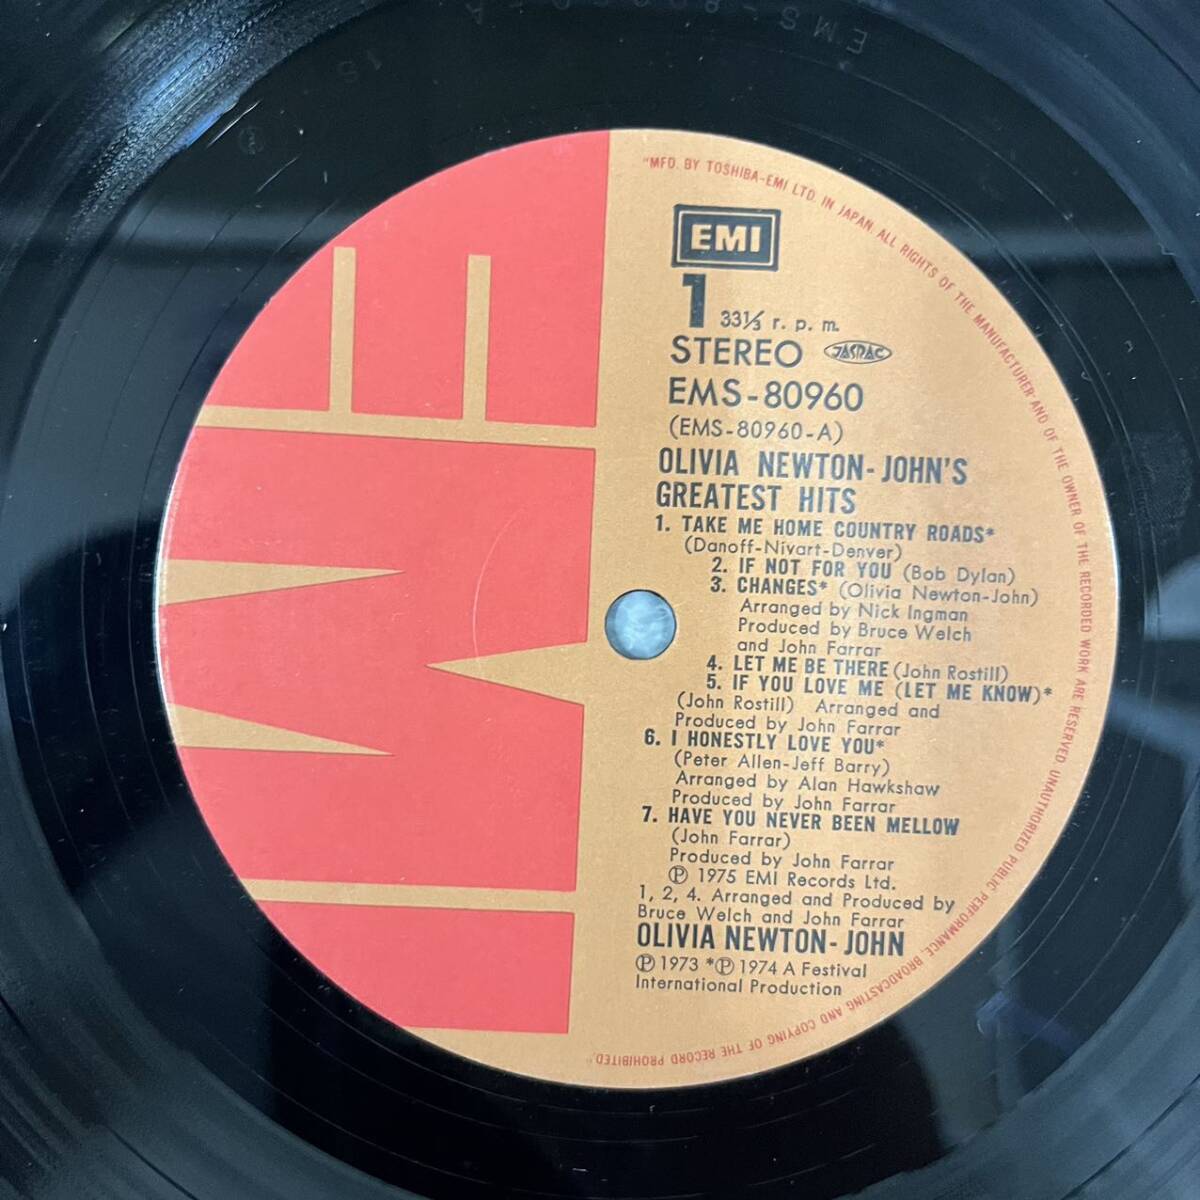 "MFD. BY TOSHIBA-EMI LTD. IN JAPAN. ALL RIGHTS OF THE MANUFACTURER AND OF THE OWNER OF THE RECORDED WORK ARE RESERVED. UNAUTHORIZED PUBLIC PERFORMANCE, BROADCASTING AND COPYING OF THE RECORD PROHIBITED"
EMI
1 33⅓ r. p. m.
STEREO JASRAC
EMS-80960
(EMS-80960-A)
OLIVIA NEWTON-JOHN'S
GREATEST HITS
1. TAKE ME HOME COUNTRY ROADS*
(Danoff-Nivart-Denver)
2. IF NOT FOR YOU (Bob Dylan)
3. CHANGES* (Olivia Newton-John)
Arranged by Nick Ingman
Produced by Bruce Welch
and John Farrar
4. LET ME BE THERE (John Rostill)
5. IF YOU LOVE ME (LET ME KNOW)*
(John Rostill) Arranged and
Produced by John Farrar
6. I HONESTLY LOVE YOU*
(Peter Allen-Jeff Barry)
Arranged by Alan Hawkshaw
Produced by John Farrar
7. HAVE YOU NEVER BEEN MELLOW
(John Farrar)
Produced by John Farrar
℗ 1975 EMI Records Ltd.
1, 2, 4. Arranged and Produced by
Bruce Welch and John Farrar
OLIVIA NEWTON-JOHN
℗ 1973 *℗ 1974 A Festival
International Production